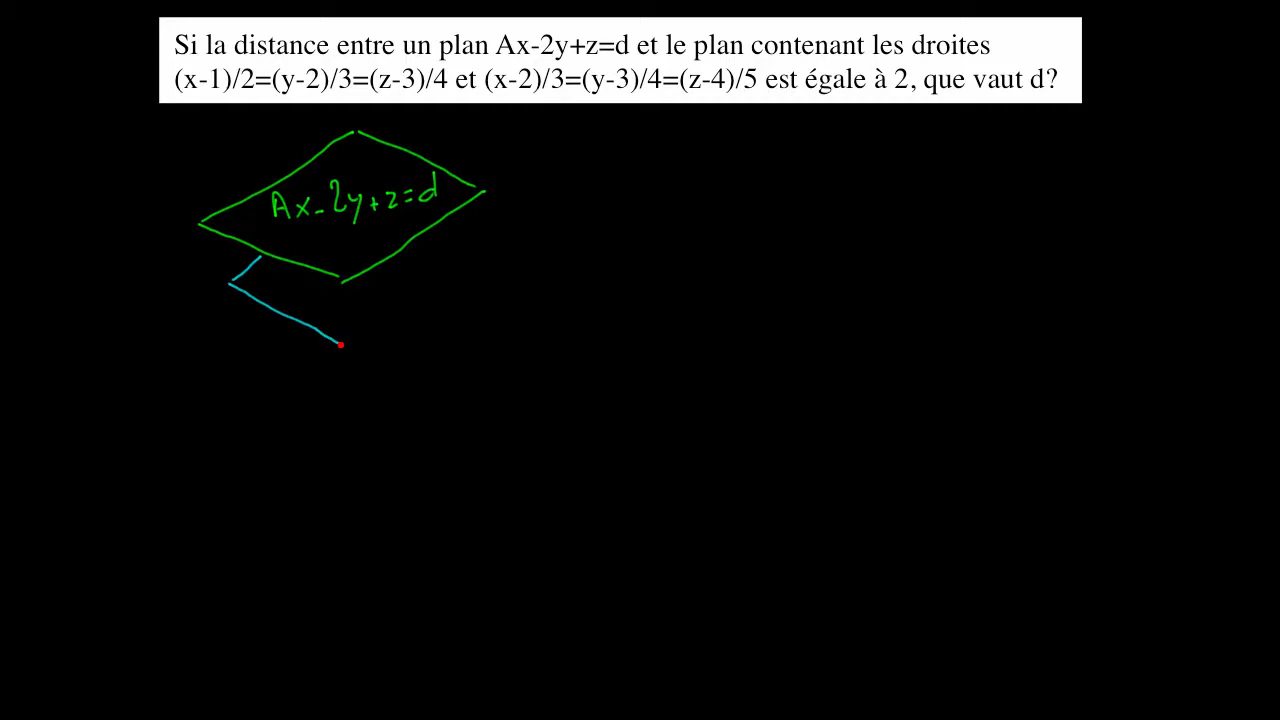 Si la distance entre un plan Ax-2y+z=d et le plan contenant les droites
(x-1)/2=(y-2)/3=(z-3)/4 et (x-2)/3=(y-3)/4=(z-4)/5 est égale à 2, que vaut d?
Ax-2y+z=d